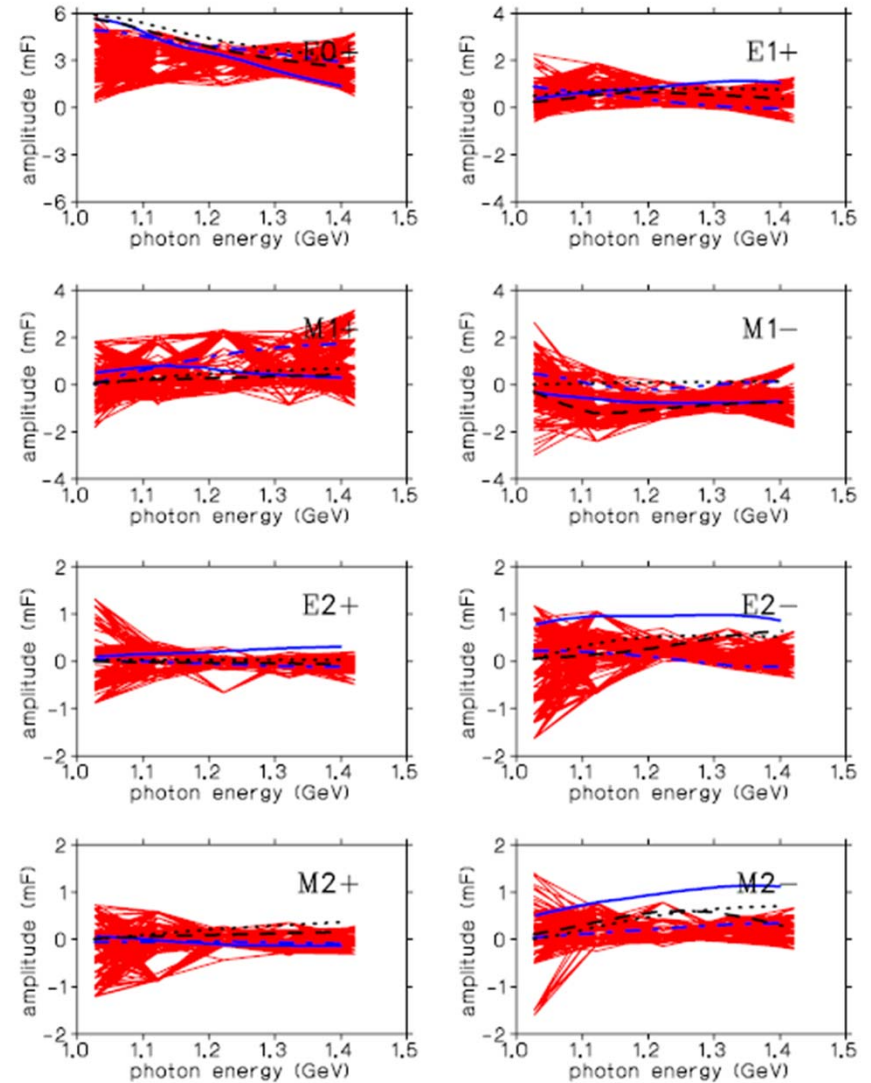 amplitude (mF)
6
3
0
-3
-6
E0+
1.0 1.1 1.2 1.3 1.4 1.5
photon energy (GeV)
amplitude (mF)
4
2
0
-2
-4
E1+
1.0 1.1 1.2 1.3 1.4 1.5
photon energy (GeV)
amplitude (mF)
4
2
0
-2
-4
M1+
1.0 1.1 1.2 1.3 1.4 1.5
photon energy (GeV)
amplitude (mF)
4
2
0
-2
-4
M1-
1.0 1.1 1.2 1.3 1.4 1.5
photon energy (GeV)
amplitude (mF)
2
1
0
-1
-2
E2+
1.0 1.1 1.2 1.3 1.4 1.5
photon energy (GeV)
amplitude (mF)
2
1
0
-1
-2
E2-
1.0 1.1 1.2 1.3 1.4 1.5
photon energy (GeV)
amplitude (mF)
2
1
0
-1
-2
M2+
1.0 1.1 1.2 1.3 1.4 1.5
photon energy (GeV)
amplitude (mF)
2
1
0
-1
-2
M2-
1.0 1.1 1.2 1.3 1.4 1.5
photon energy (GeV)